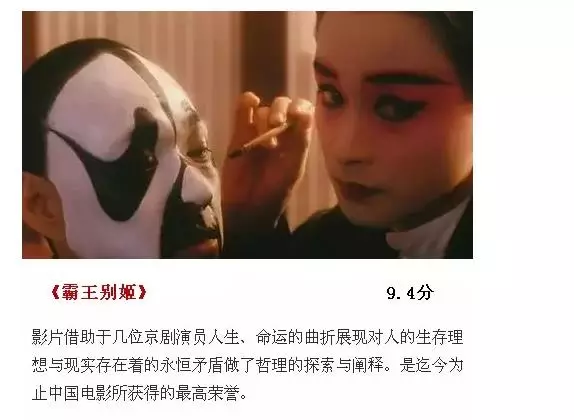 《霸王别姬》 9.4分
影片借助于几位京剧演员人生、命运的曲折展现对人的生存理
想与现实存在着的永恒矛盾做了哲理的探索与阐释。是迄今为
止中国电影所获得的最高荣誉。